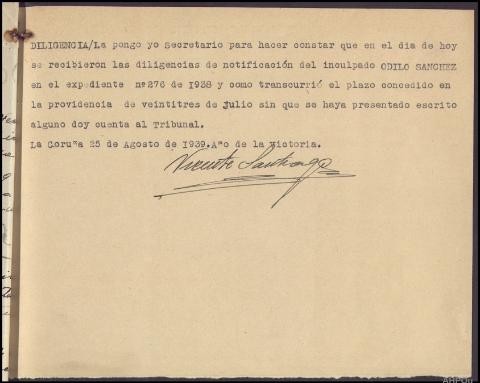 DILIGENCIA/La pongo yo Secretario para hacer constar que en el dia de hoy
se recibieron las diligencias de notificación del inculpado ODILO SANCHEZ
en el expediente nº276 de 1938 y como transcurrió el plazo concedido en
la providencia de veintitres de julio sin que se haya presentado escrito
alguno doy cuenta al Tribunal.
La Coruña 25 de Agosto de 1939.Año de la Victoria.
Vicente Santiago
AHPOu